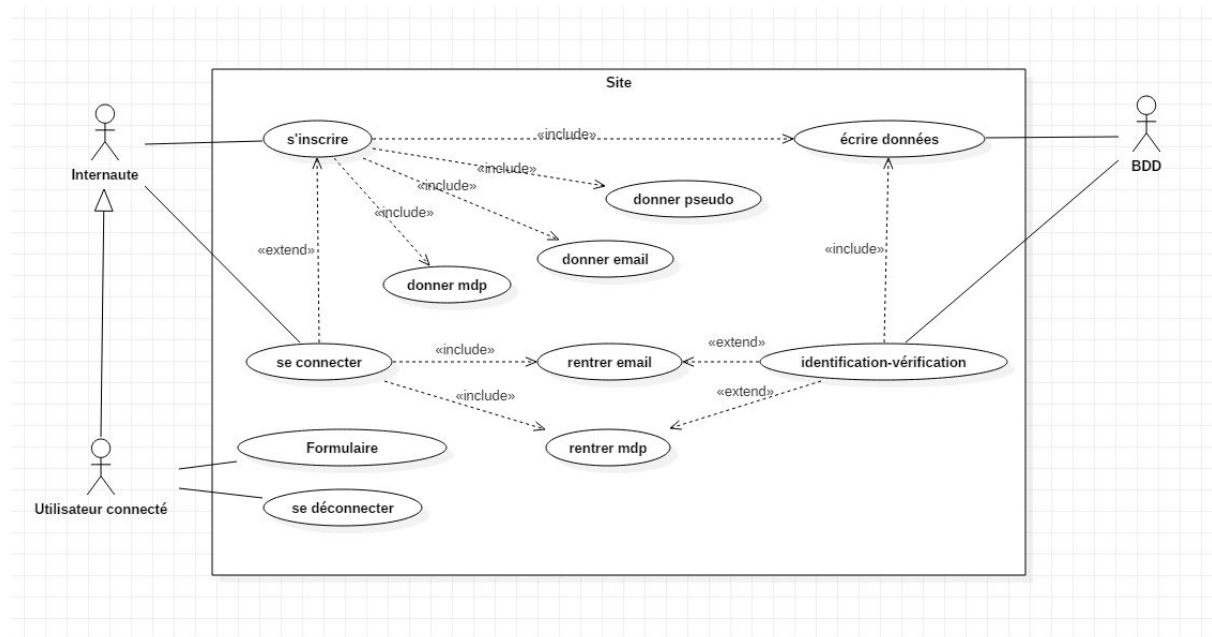 Site
s'inscrire
«include»
écrire données
Internaute
BDD
«include»
donner pseudo
«include»
«include»
«extend»
donner email
«include»
donner mdp
se connecter
«include»
rentrer email
«extend»
identification-vérification
«include»
«extend»
Formulaire
rentrer mdp
Utilisateur connecté
se déconnecter